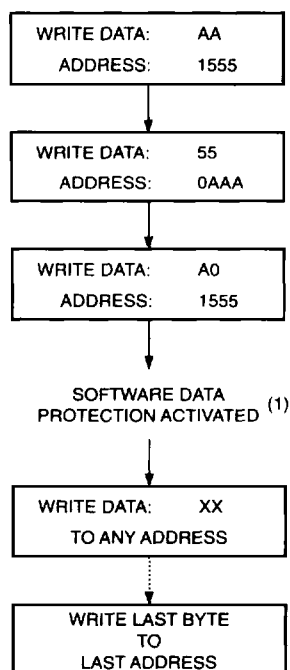 WRITE DATA: AA
ADDRESS: 1555
WRITE DATA: 55
ADDRESS: 0AAA
WRITE DATA: A0
ADDRESS: 1555
SOFTWARE DATA
PROTECTION ACTIVATED (1)
WRITE DATA: XX
TO ANY ADDRESS
WRITE LAST BYTE
TO
LAST ADDRESS